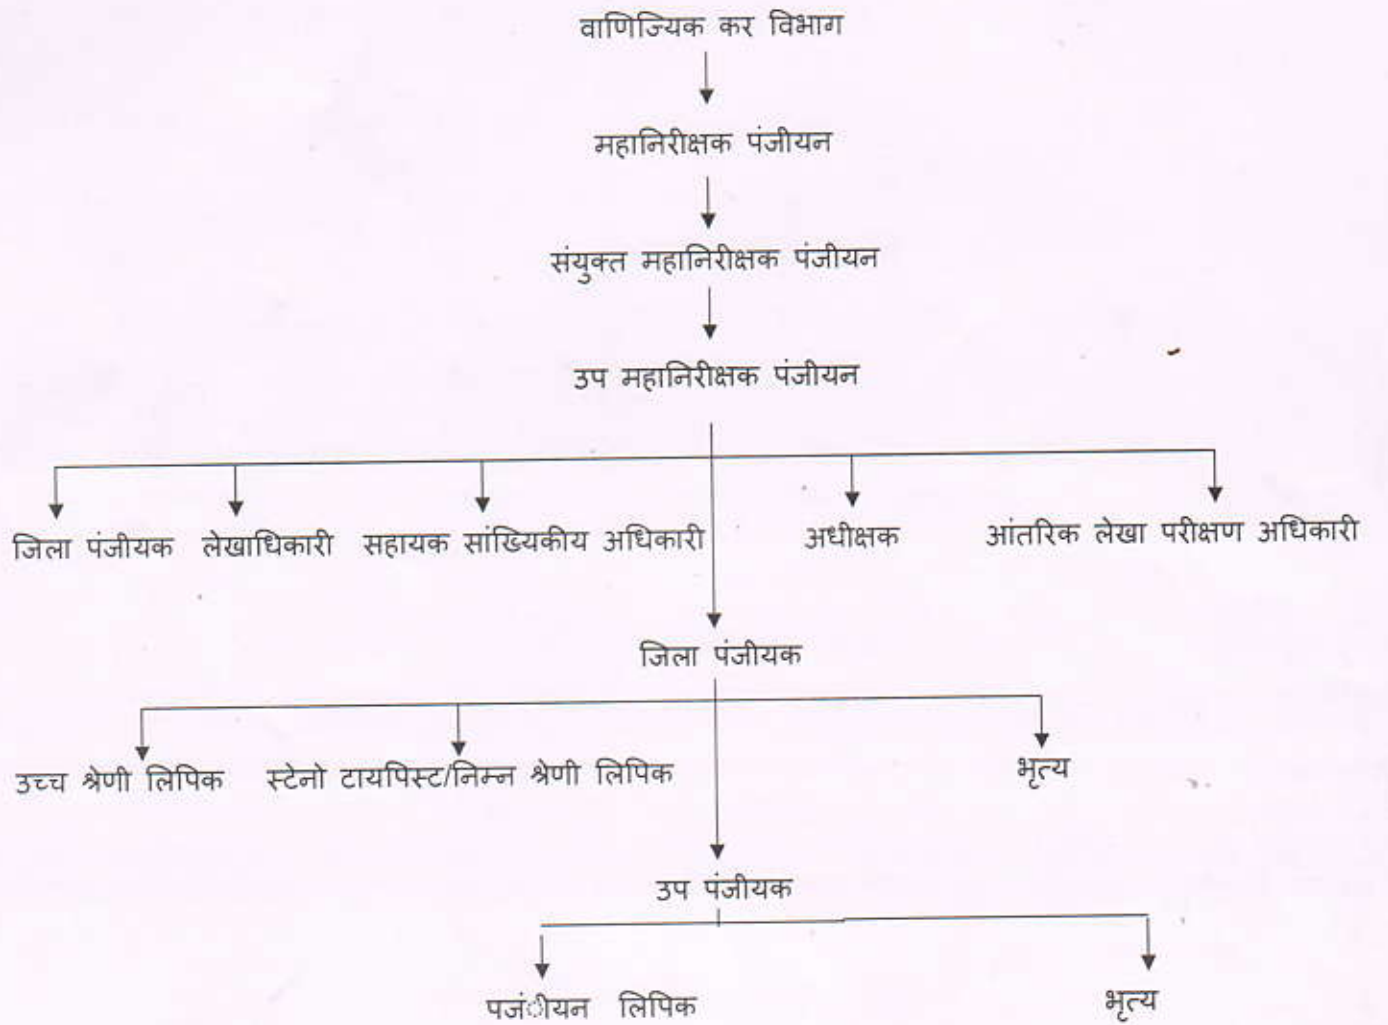 वाणिज्यिक कर विभाग
महानिरीक्षक पंजीयन
संयुक्त महानिरीक्षक पंजीयन
उप महानिरीक्षक पंजीयन
जिला पंजीयक लेखाधिकारी सहायक सांख्यिकीय अधिकारी अधीक्षक आंतरिक लेखा परीक्षण अधिकारी
जिला पंजीयक
उच्च श्रेणी लिपिक स्टेनो टायपिस्ट/निम्न श्रेणी लिपिक भृत्य
उप पंजीयक
पजंीयन लिपिक भृत्य